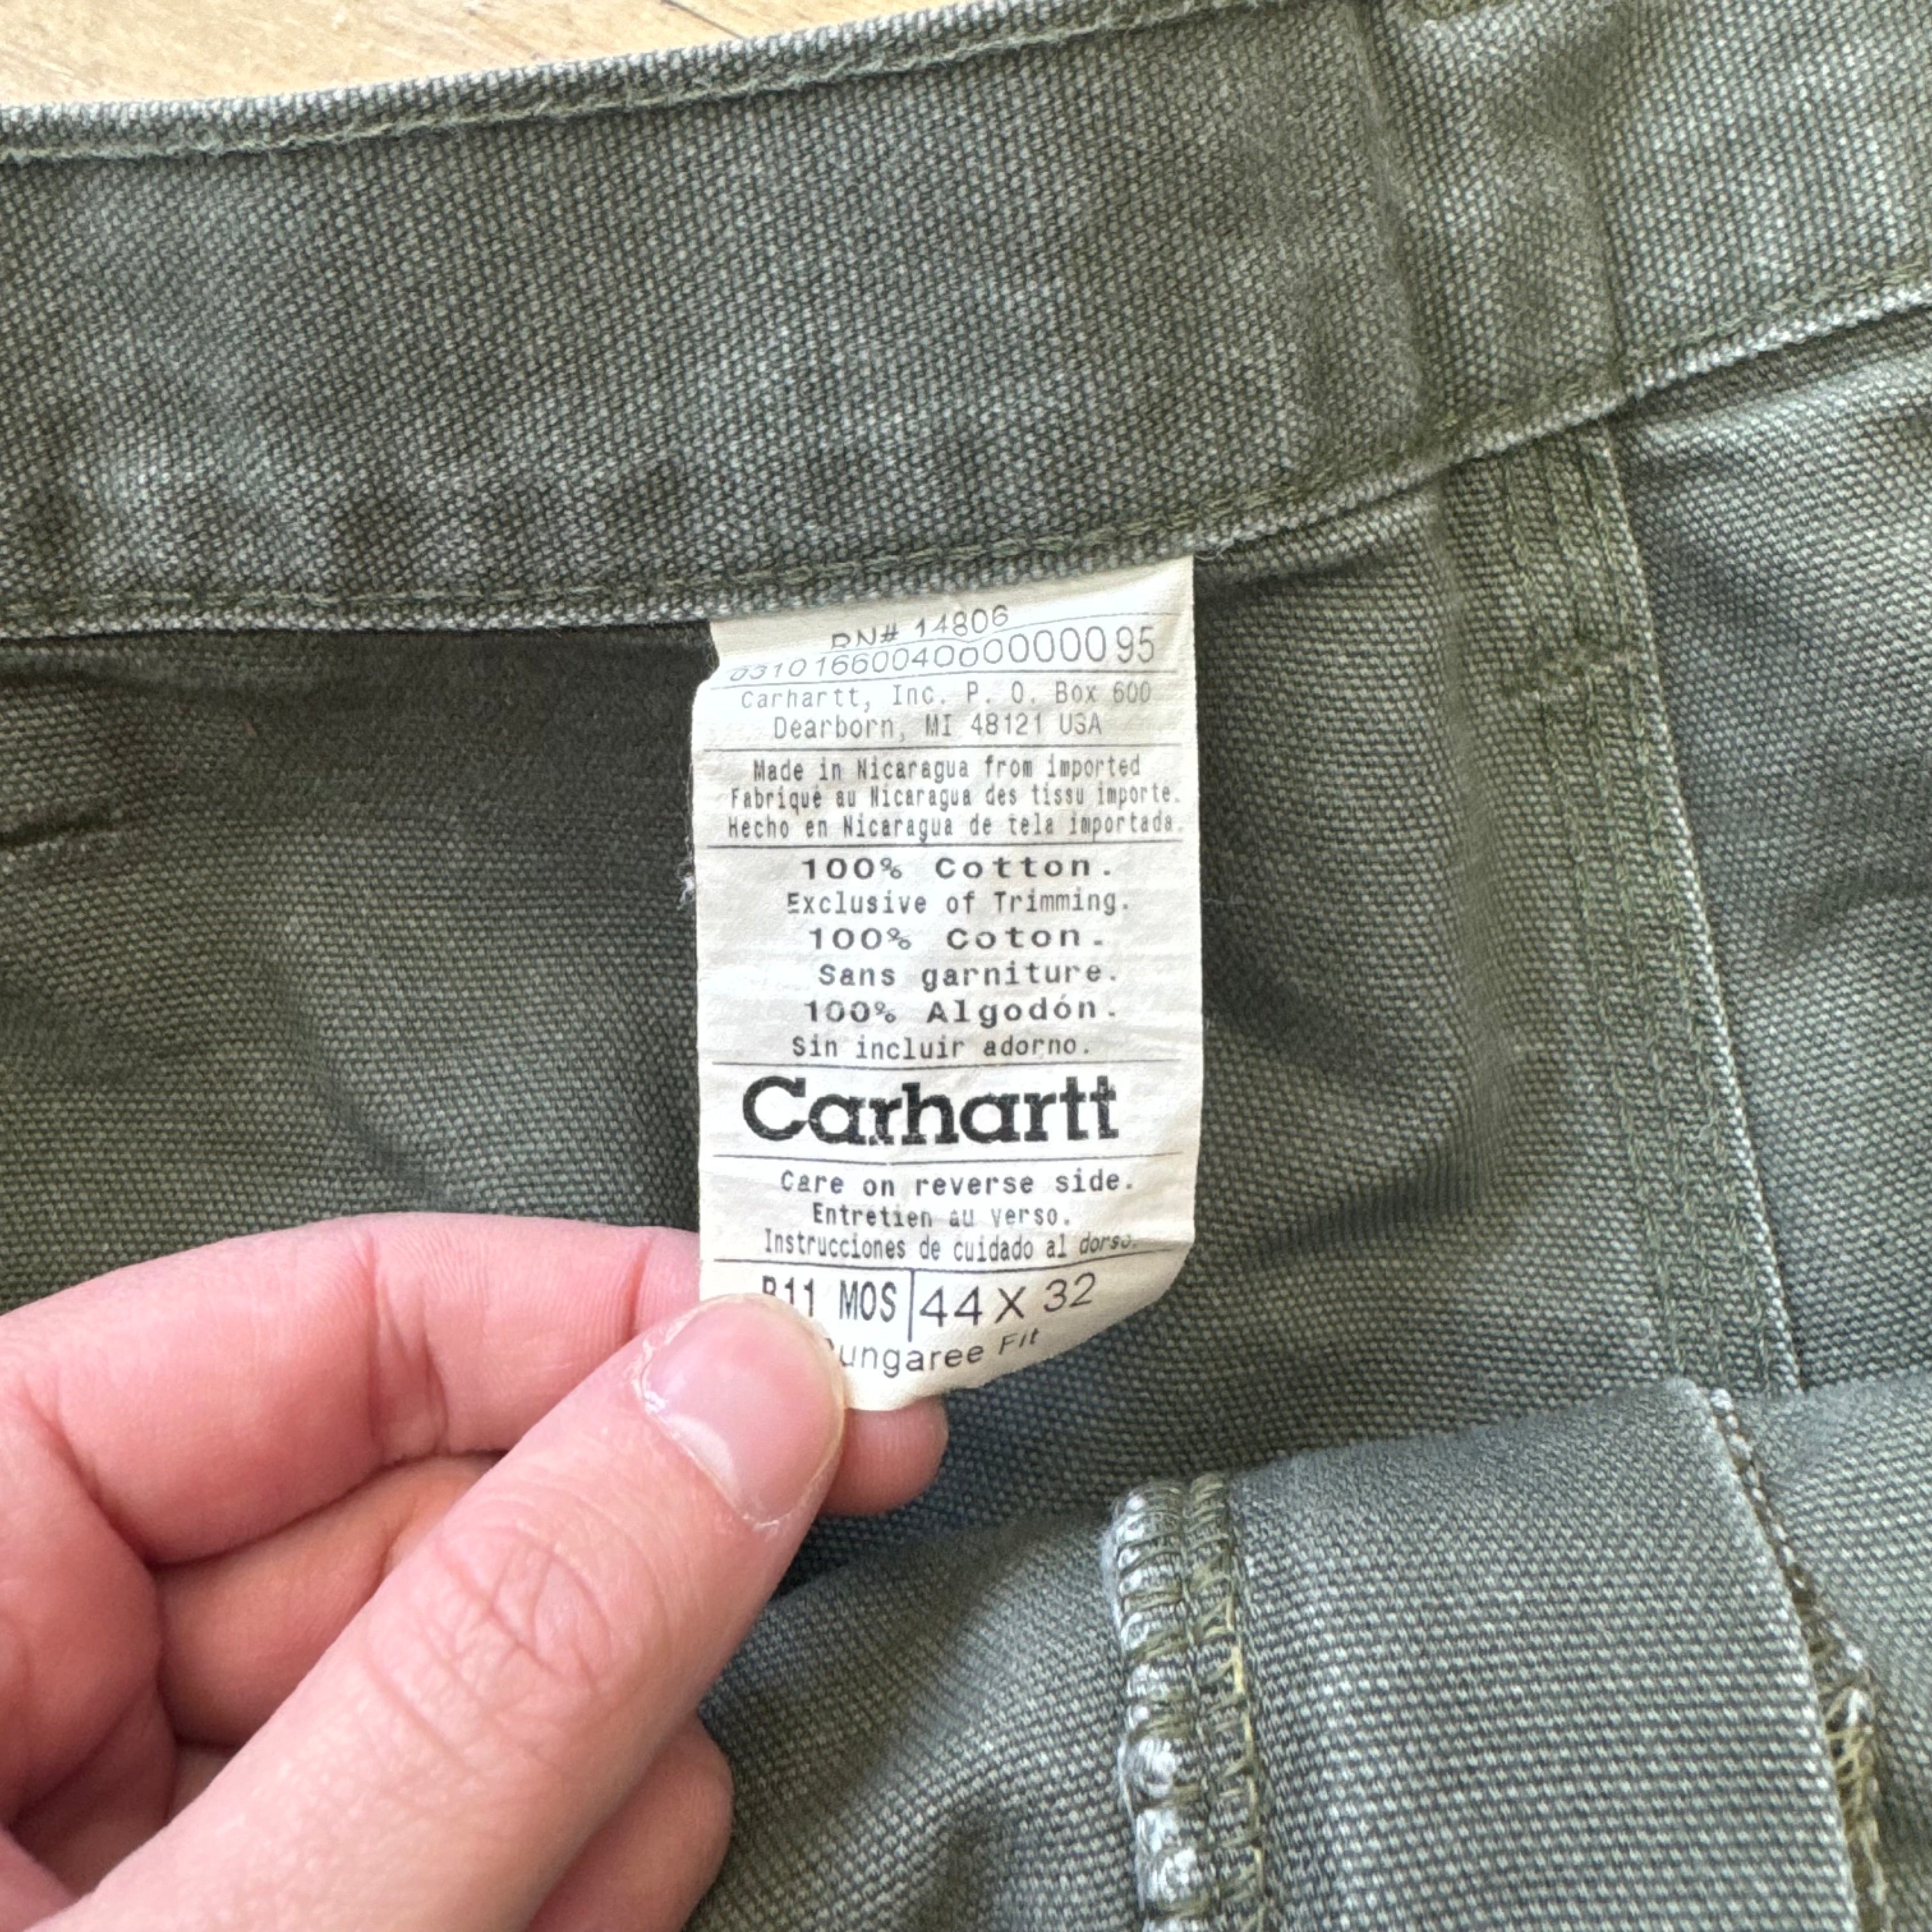 RN# 14806
03101660040000000095
Carhartt, Inc. P. O. Box 600
Dearborn, MI 48121 USA
Made in Nicaragua from imported
Fabriqué au Nicaragua des tissu importe.
Hecho en Nicaragua de tela importada.
100% Cotton.
Exclusive of Trimming.
100% Coton.
Sans garniture.
100% Algodón.
Sin incluir adorno.
Carhartt
Care on reverse side.
Entretien au verso.
Instrucciones de cuidado al dorso.
B11 MOS 44 X 32
ungaree Fit